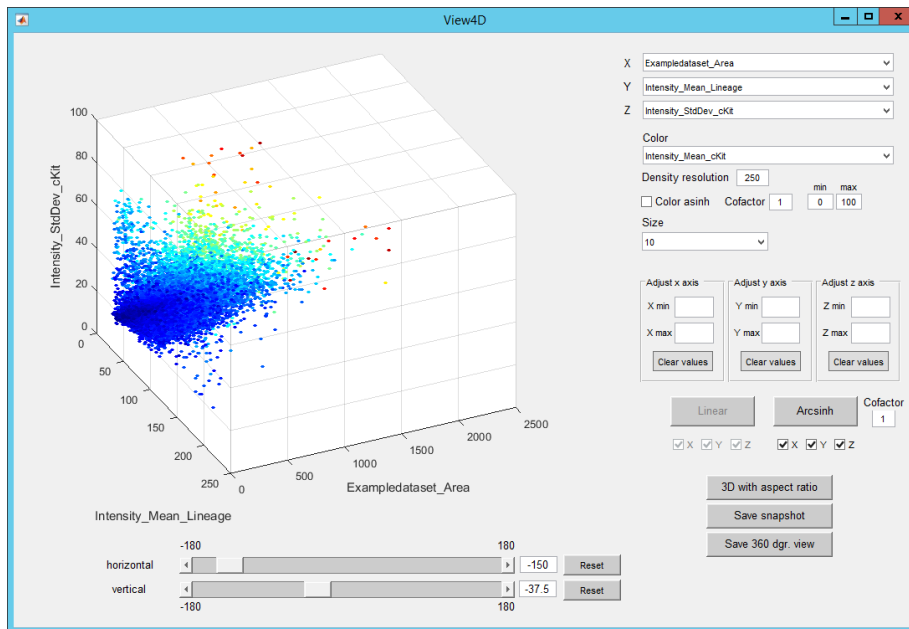 View4D
X Exampledataset_Area
Y Intensity_Mean_Lineage
Z Intensity_StdDev_cKit
Color
Intensity_Mean_cKit
Density resolution 250
min max
Color asinh Cofactor 1 0 100
Size
10
Adjust x axis Adjust y axis Adjust z axis
X min Y min Z min
X max Y max Z max
Clear values Clear values Clear values
Linear Arcsinh Cofactor
1
X Y Z X Y Z
3D with aspect ratio
Save snapshot
Save 360 dgr. view
Intensity_StdDev_cKit
100
80
60
40
20
0
0
50
100
150
200
250
0
500
1000
1500
2000
2500
Exampledataset_Area
Intensity_Mean_Lineage
-180 180
horizontal -150 Reset
vertical -37.5 Reset
-180 180